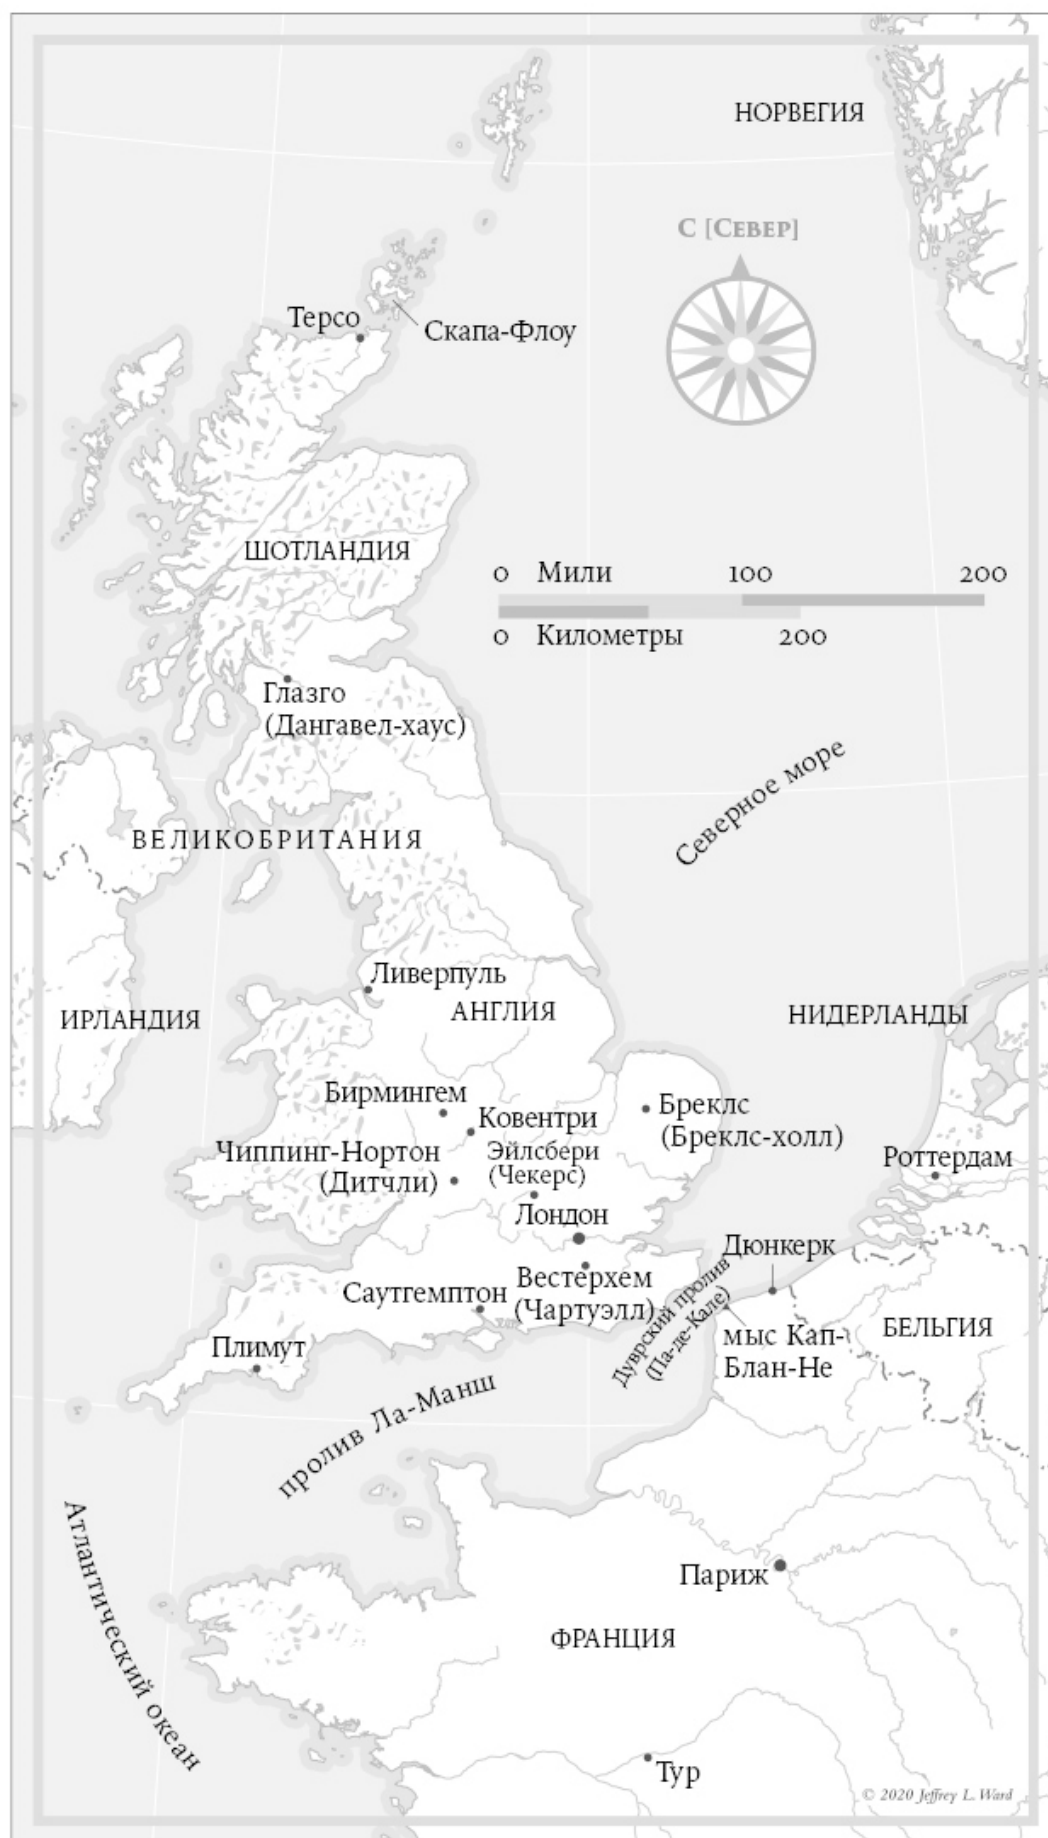 НОРВЕГИЯ
С [СЕВЕР]
Терсо
Скапа-Флоу
ШОТЛАНДИЯ
0 Мили 100 200
0 Километры 200
Глазго
(Дангавел-хаус)
Северное море
ВЕЛИКОБРИТАНИЯ
Ливерпуль
АНГЛИЯ
ИРЛАНДИЯ
НИДЕРЛАНДЫ
Бирмингем
Ковентри
Бреклс
(Бреклс-холл)
Чиппинг-Нортон
(Дитчли)
Эйлсбери
(Чекерс)
Роттердам
Лондон
Дюнкерк
Вестерхем
(Чартуэлл)
Саутгемптон
Дуврский пролив
(Па-де-Кале)
мыс Кап-
Блан-Не
БЕЛЬГИЯ
Плимут
пролив Ла-Манш
Атлантический океан
Париж
ФРАНЦИЯ
Тур
© 2020 Jeffrey L. Ward